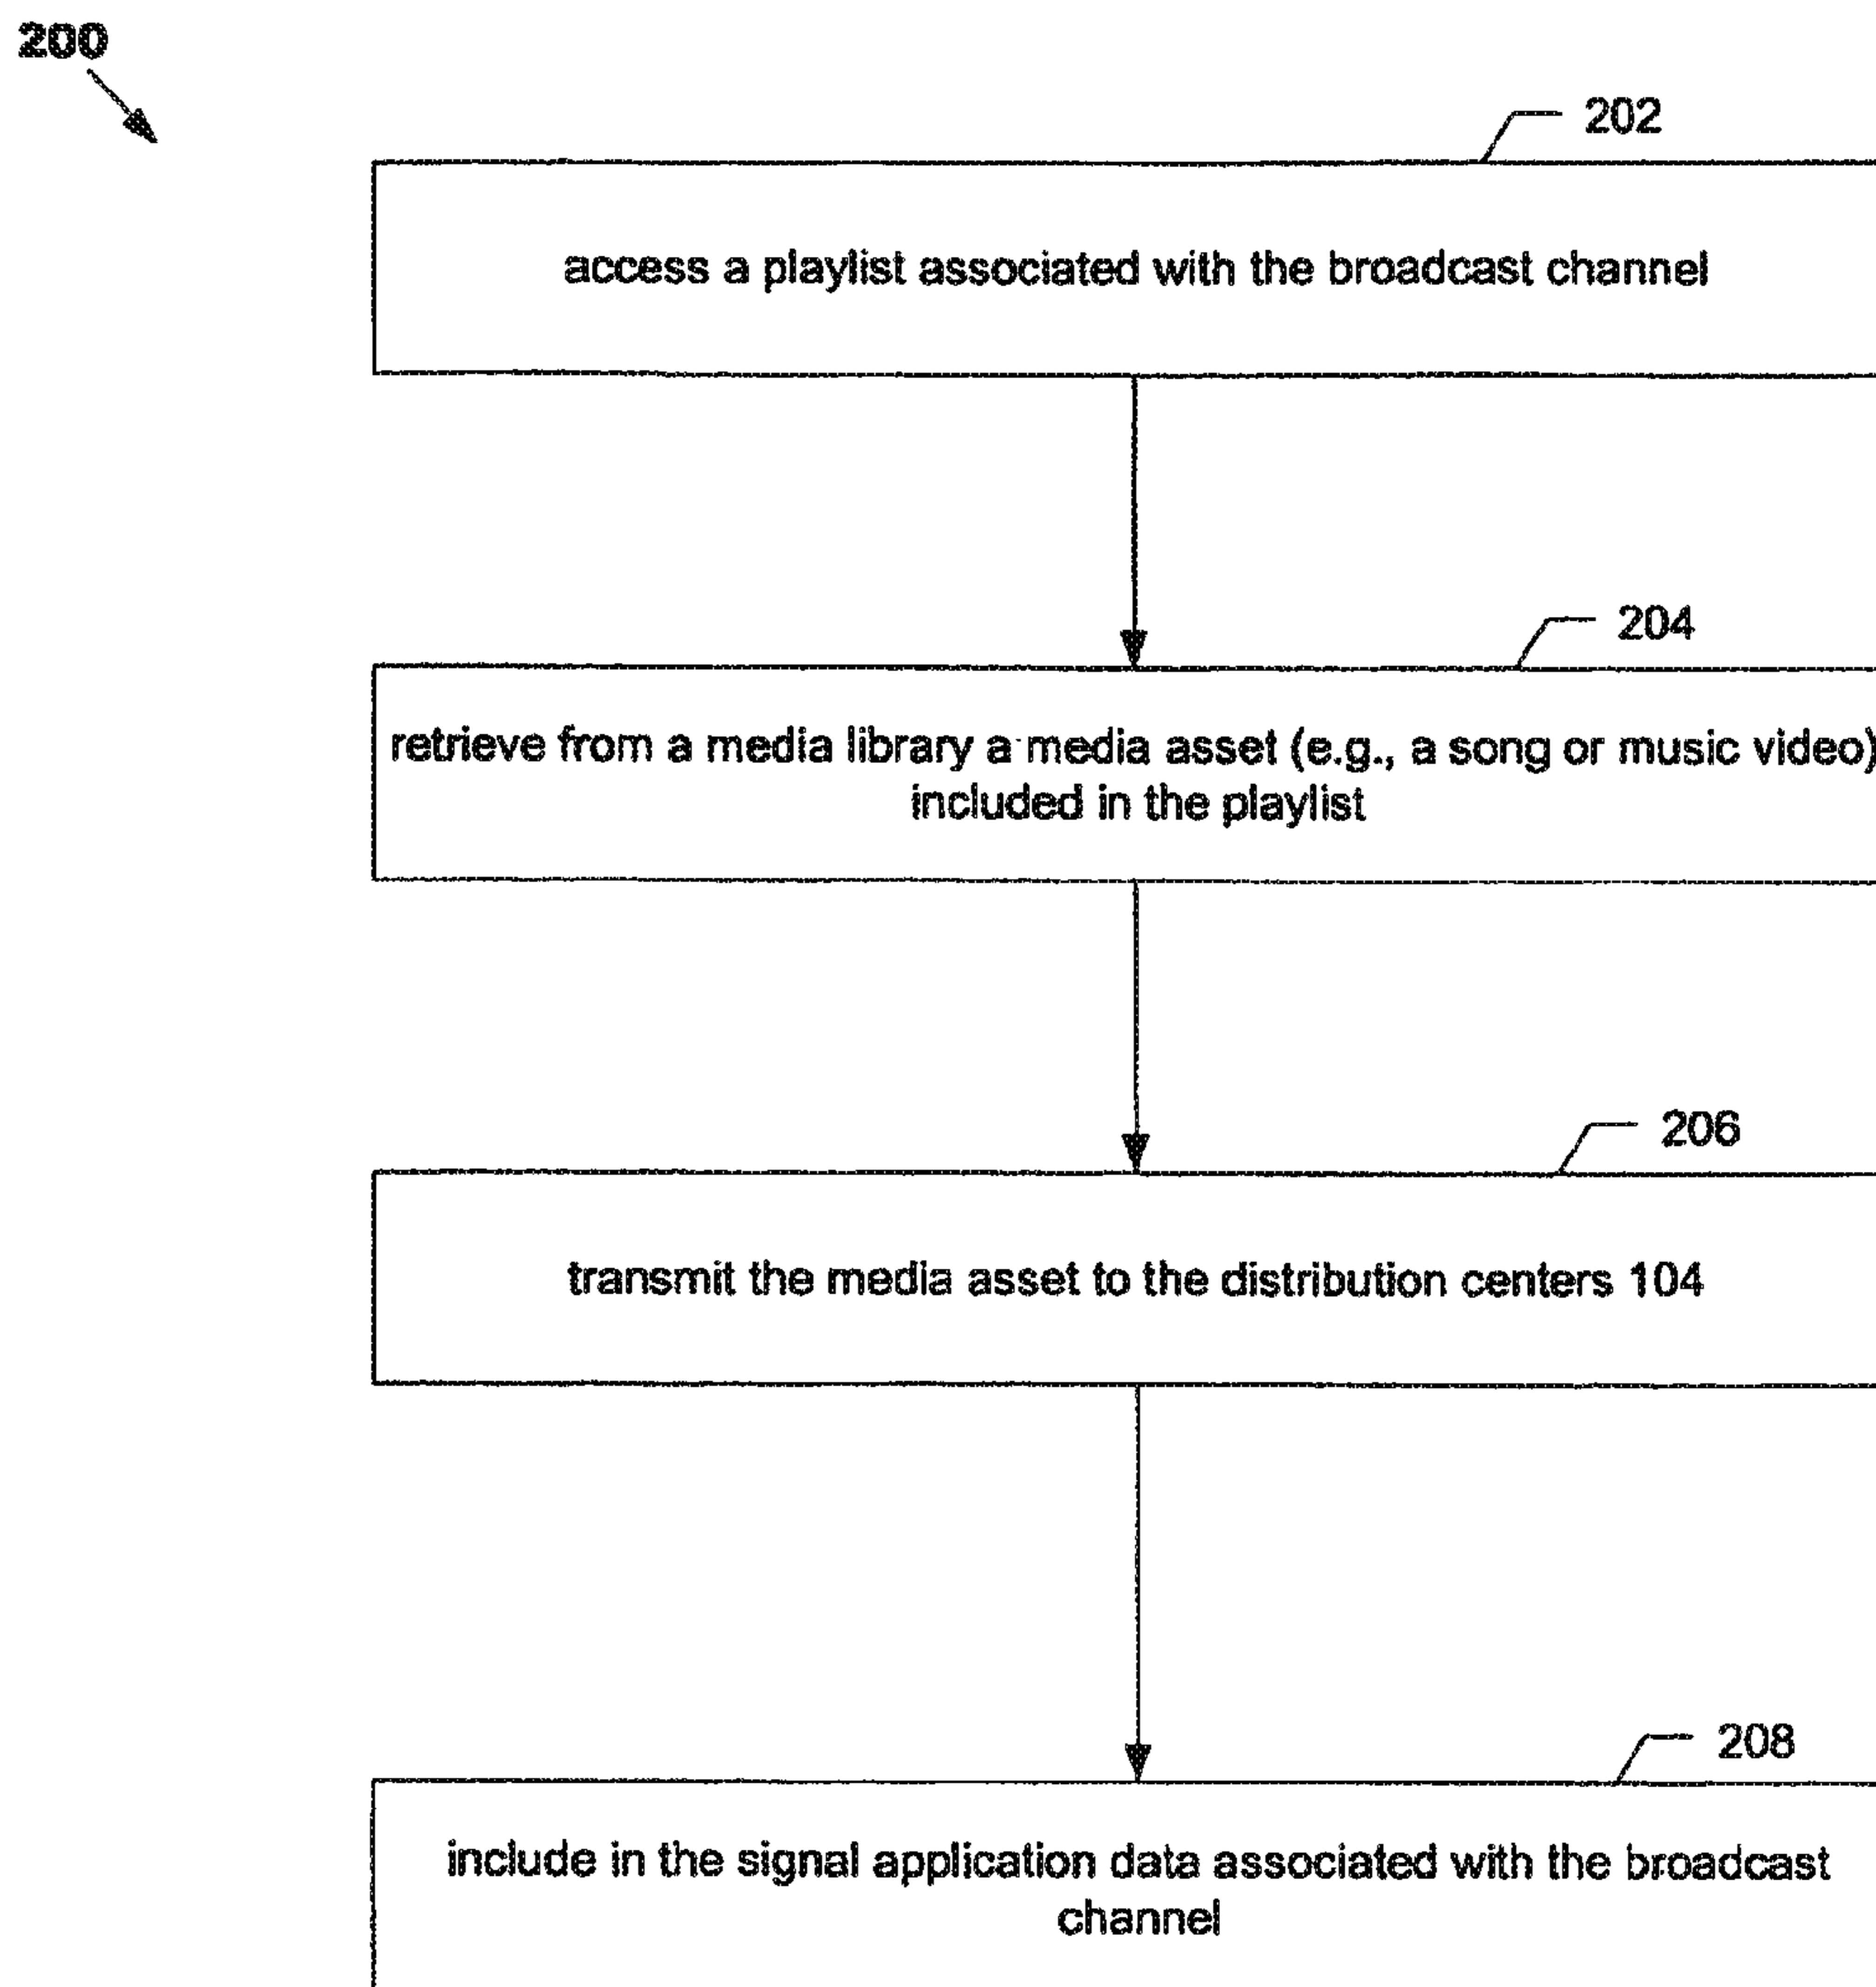 200
202
access a playlist associated with the broadcast channel
204
retrieve from a media library a media asset (e.g., a song or music video)
included in the playlist
206
transmit the media asset to the distribution centers 104
208
include in the signal application data associated with the broadcast
channel